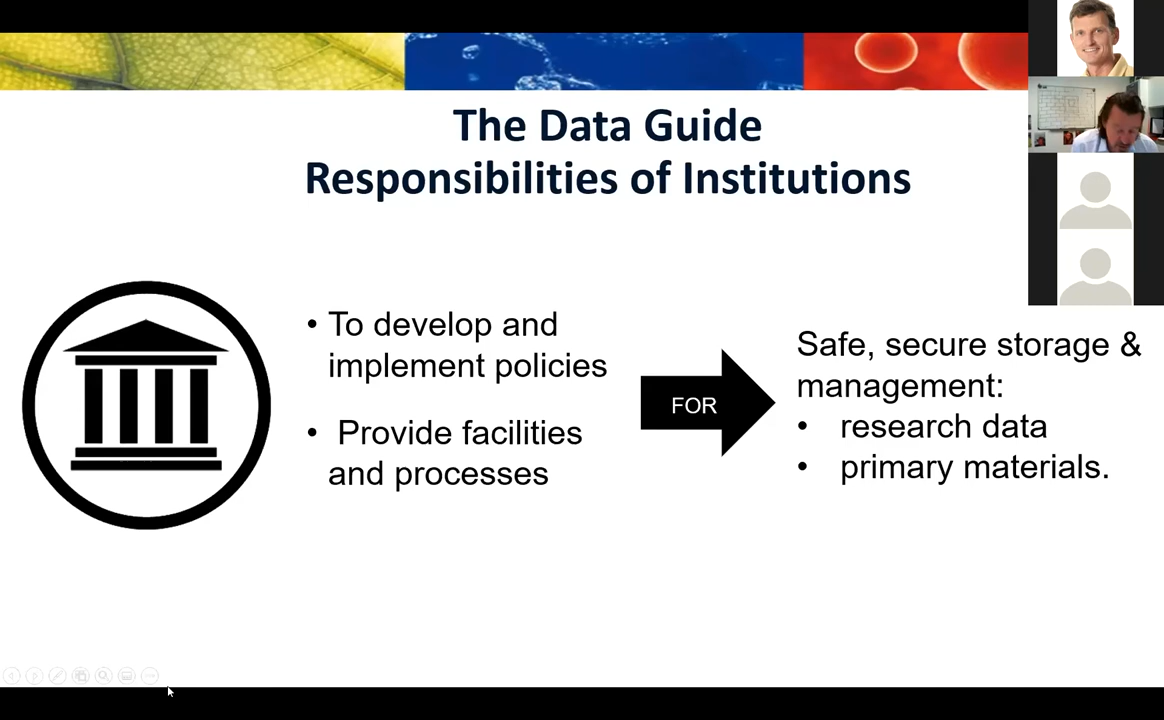 The Data Guide
Responsibilities of Institutions
• To develop and
implement policies
• Provide facilities
and processes
FOR
Safe, secure storage &
management:
• research data
• primary materials.